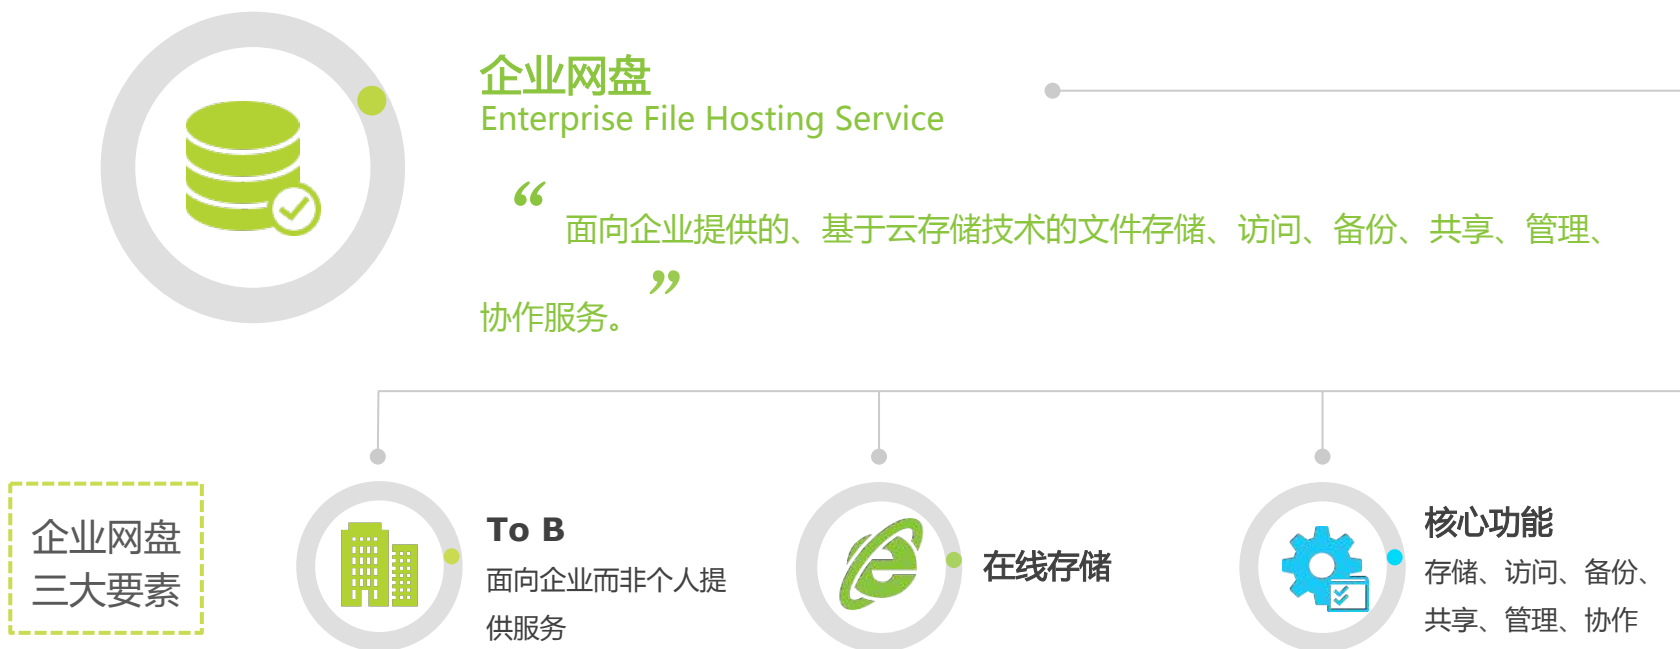 企业网盘
Enterprise File Hosting Service
“ 面向企业提供的、基于云存储技术的文件存储、访问、备份、共享、管理、
协作服务。”
企业网盘
三大要素
To B
面向企业而非个人提
供服务
在线存储
核心功能
存储、访问、备份、
共享、管理、协作